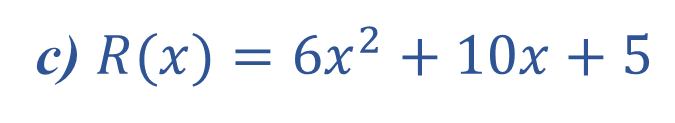 c) R(x) = 6x² + 10x + 5